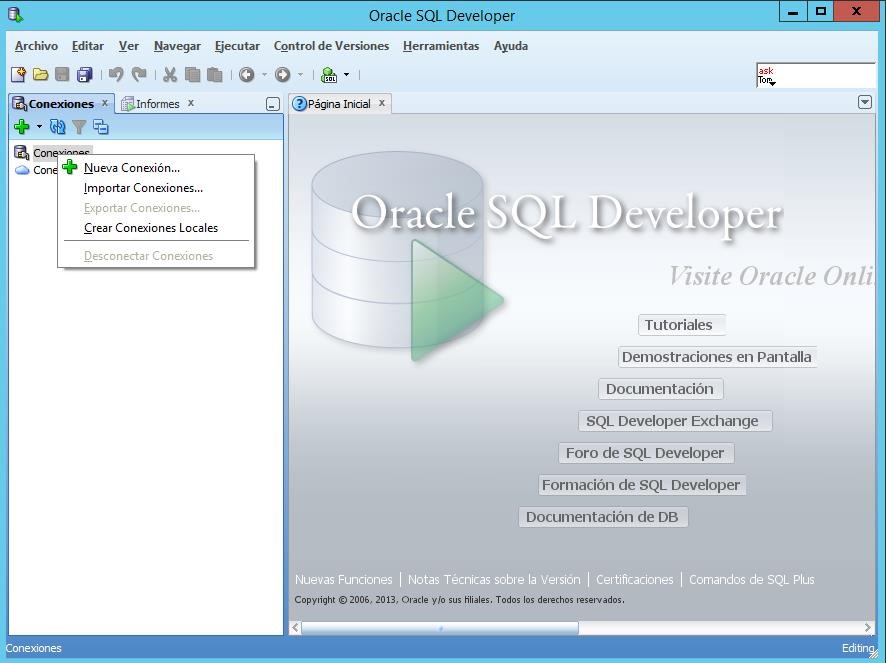 Oracle SQL Developer
Archivo Editar Ver Navegar Ejecutar Control de Versiones Herramientas Ayuda
SQL
ask
Tom
Conexiones
Informes
Página Inicial
Conexiones
Cone
Nueva Conexión...
Importar Conexiones...
Exportar Conexiones...
Crear Conexiones Locales
Desconectar Conexiones
Oracle SQL Developer
Visite Oracle Onli
Tutoriales
Demostraciones en Pantalla
Documentación
SQL Developer Exchange
Foro de SQL Developer
Formación de SQL Developer
Documentación de DB
Nuevas Funciones | Notas Técnicas sobre la Versión | Certificaciones | Comandos de SQL Plus
Copyright © 2006, 2013, Oracle y/o sus filiales. Todos los derechos reservados.
Conexiones
Editing